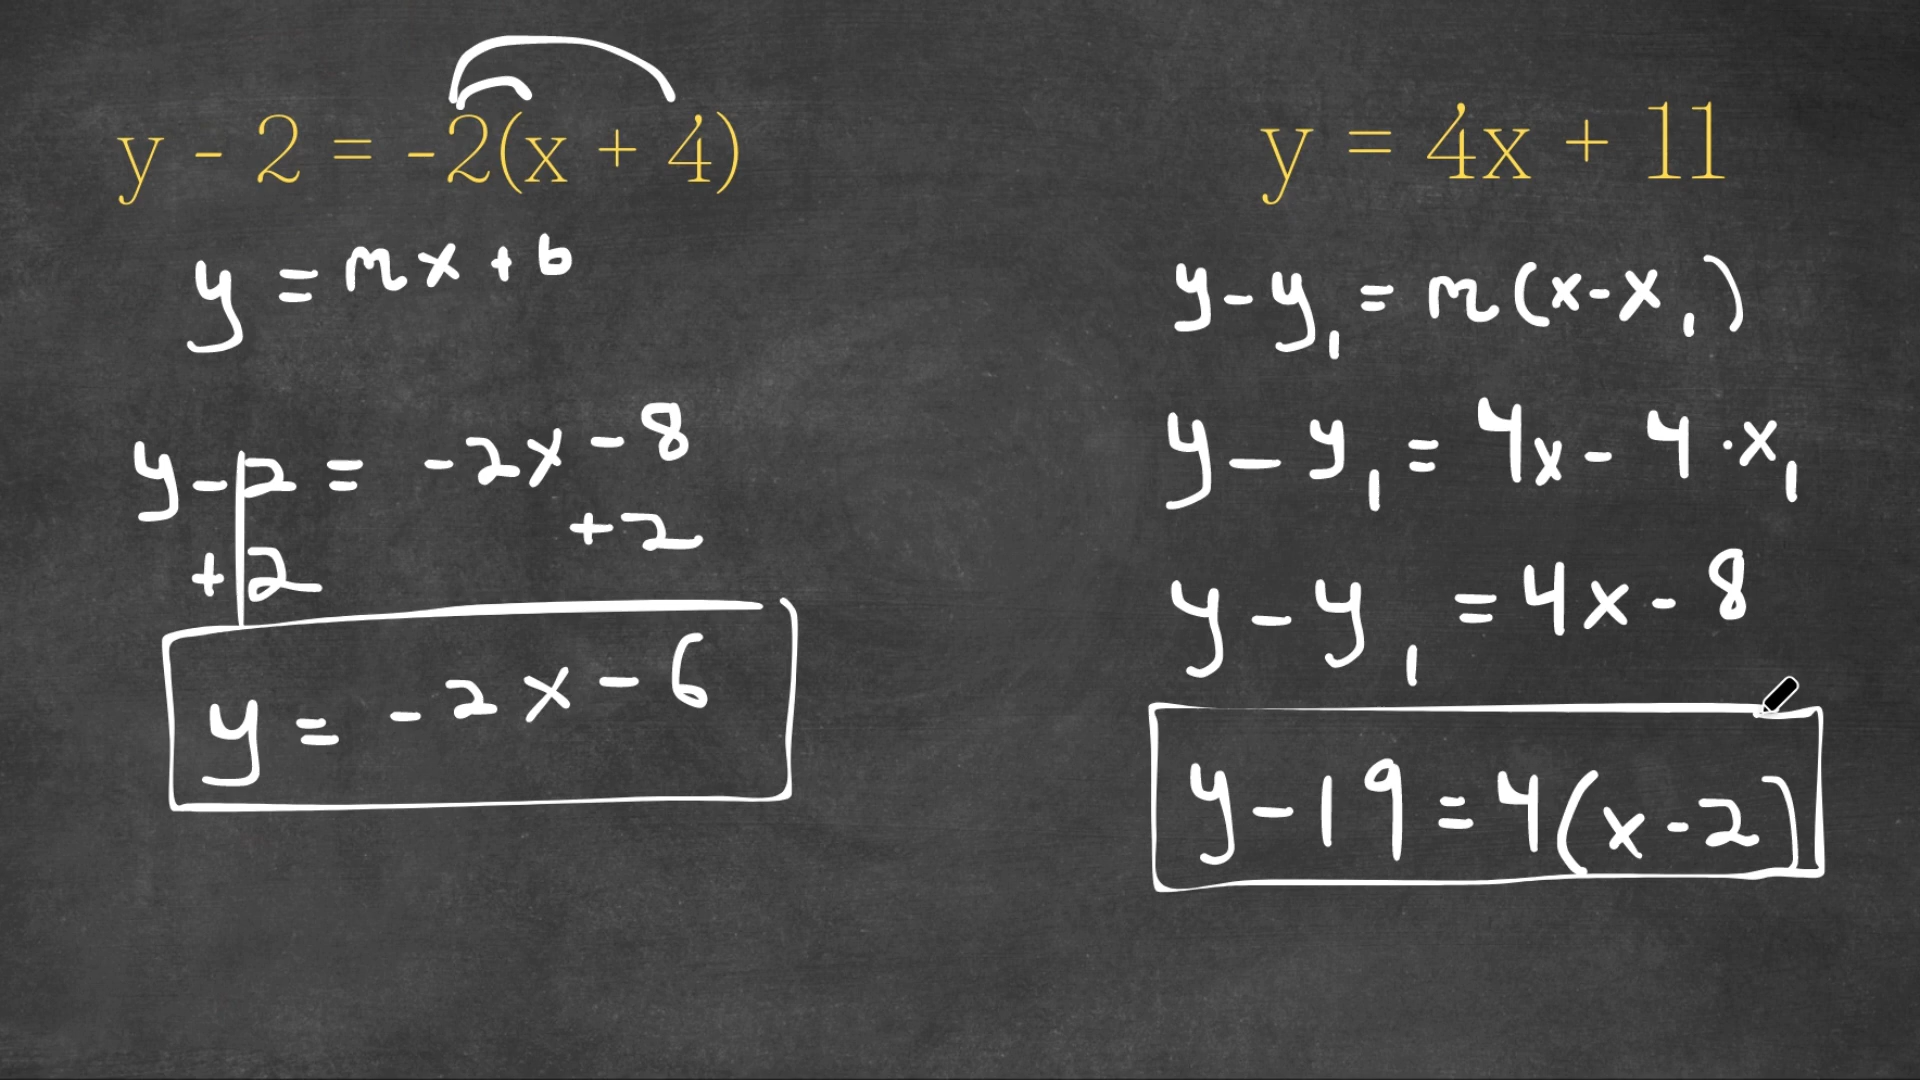 y - 2 = -2(x + 4)
y = mx + b
y - 2 = -2x - 8
+2 +2
y = -2x - 6
y = 4x + 11
y - y₁ = m(x - x₁)
y - y₁ = 4x - 4 · x₁
y - y₁ = 4x - 8
y - 19 = 4(x - 2)